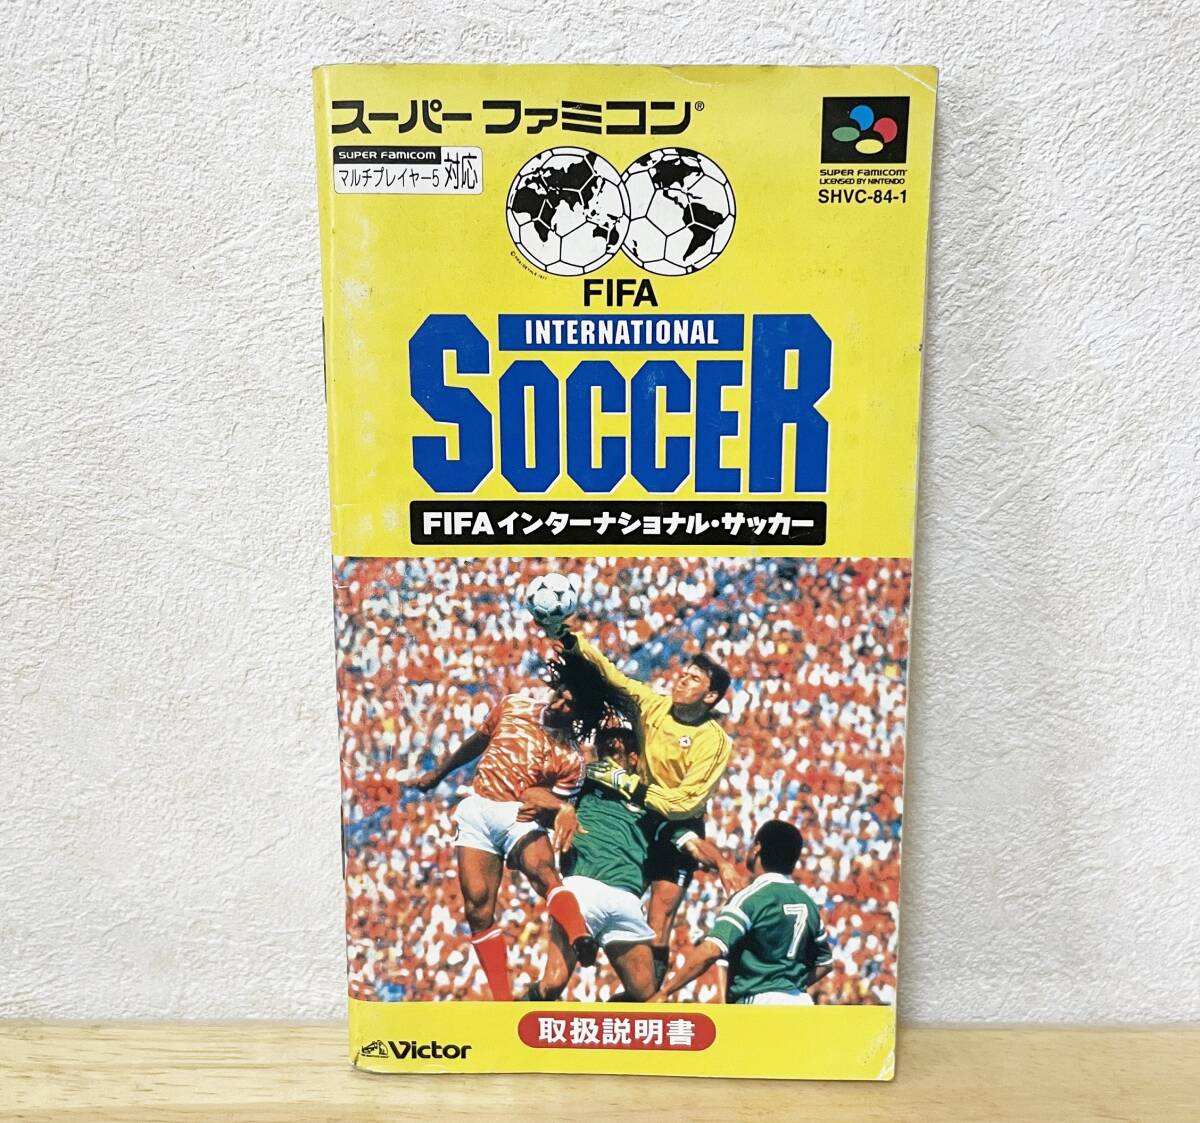 スーパーファミコン®
SUPER FAMICOM
マルチプレイヤー5 対応
SUPER FAMICOM
LICENSED BY NINTENDO
SHVC-84-1
FIFA
INTERNATIONAL
SOCCER
FIFAインターナショナル・サッカー
7
取扱説明書
Victor